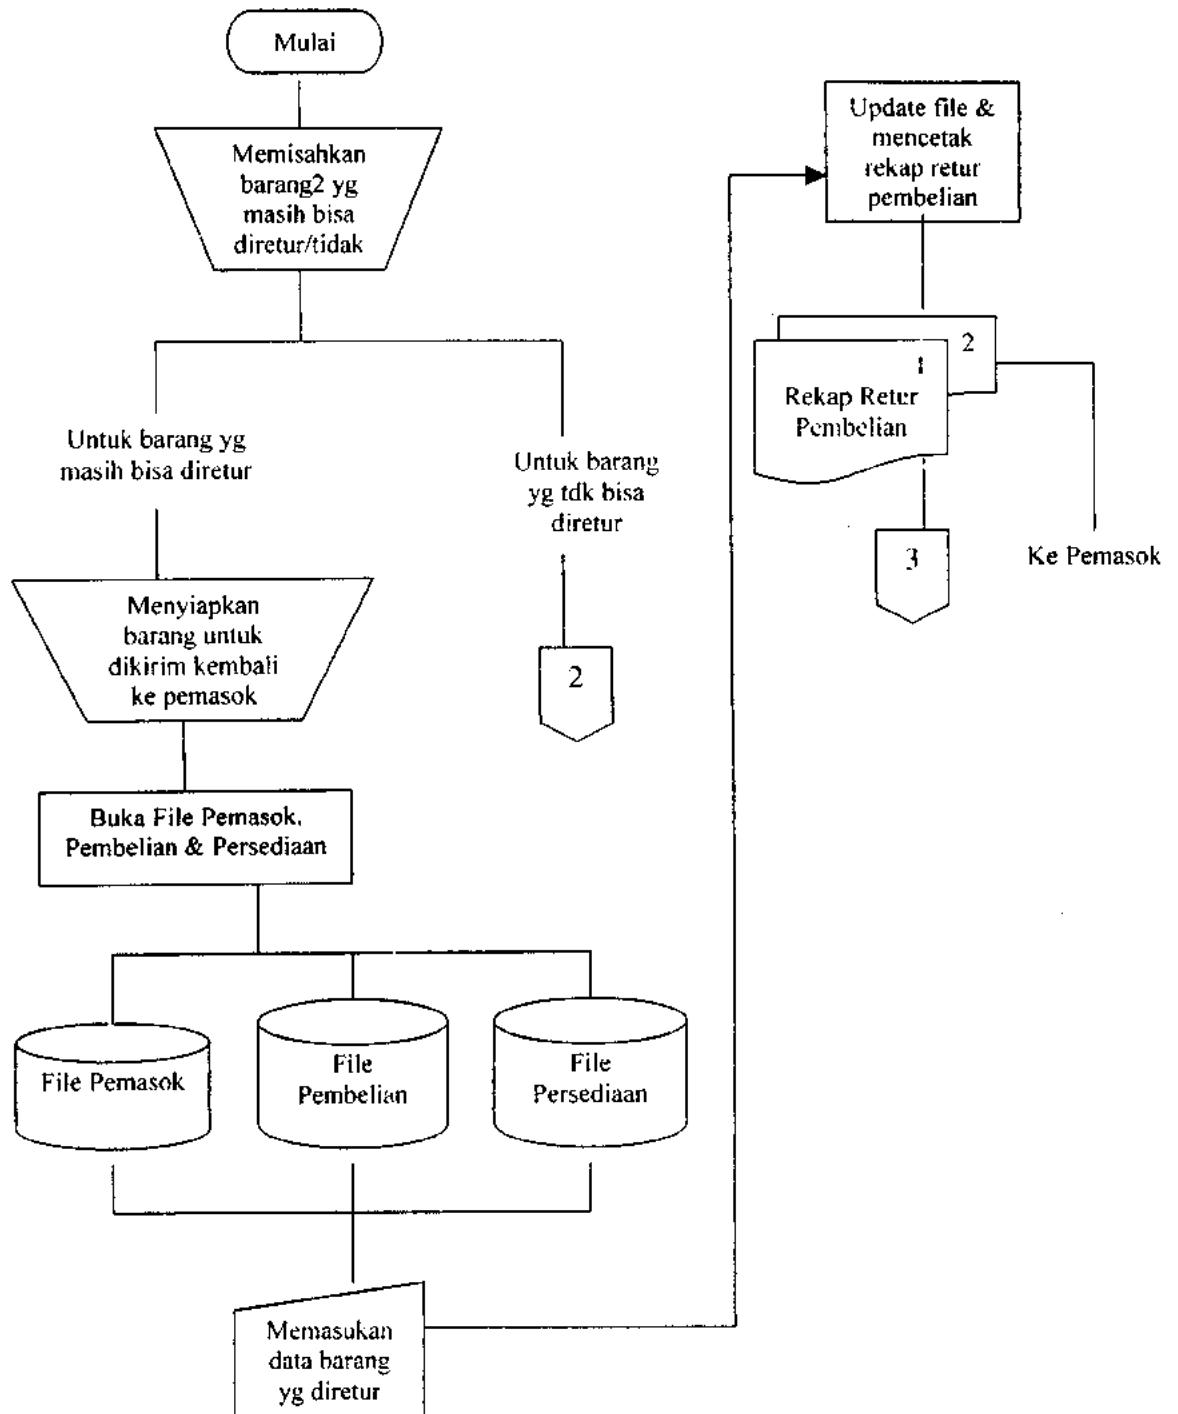 Mulai
Memisahkan
barang2 yg
masih bisa
diretur/tidak
Untuk barang yg
masih bisa diretur
Untuk barang
yg tdk bisa
diretur
Menyiapkan
barang untuk
dikirim kembali
ke pemasok
2
Buka File Pemasok,
Pembelian & Persediaan
File Pemasok
File
Pembelian
File
Persediaan
Memasukan
data barang
yg diretur
Update file &
mencetak
rekap retur
pembelian
2
1
Rekap Retur
Pembelian
3
Ke Pemasok